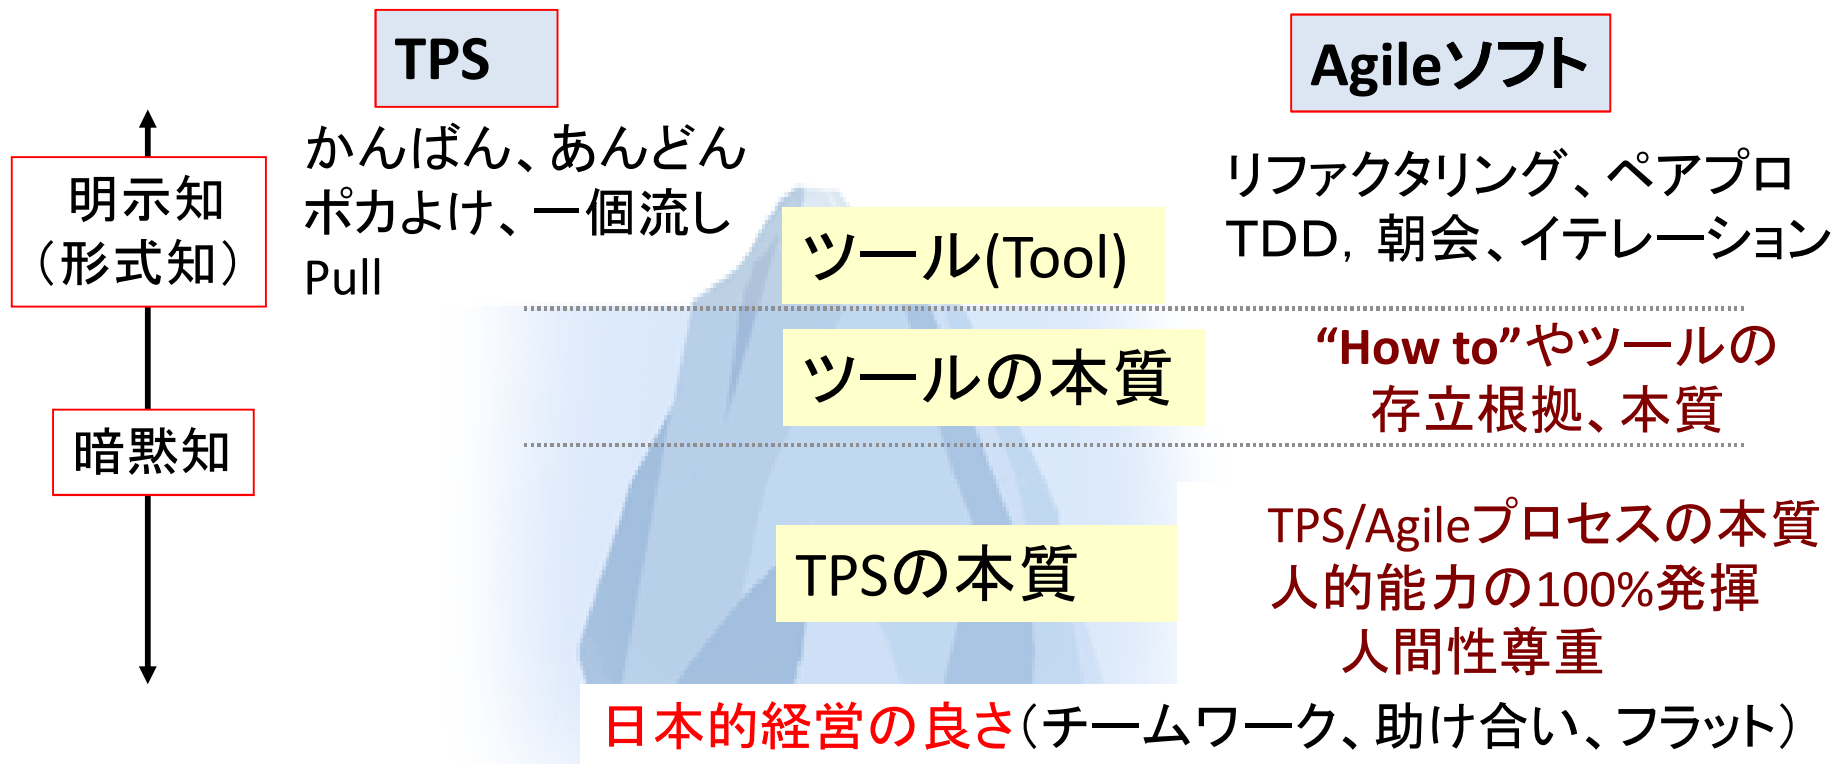 TPS
Agileソフト
かんばん、あんどん
ポカよけ、一個流し
Pull
リファクタリング、ペアプロ
TDD，朝会、イテレーション
明示知
（形式知）
ツール(Tool)
ツールの本質
“How to”やツールの
存立根拠、本質
暗黙知
TPSの本質
TPS/Agileプロセスの本質
人的能力の100%発揮
人間性尊重
日本的経営の良さ（チームワーク、助け合い、フラット）